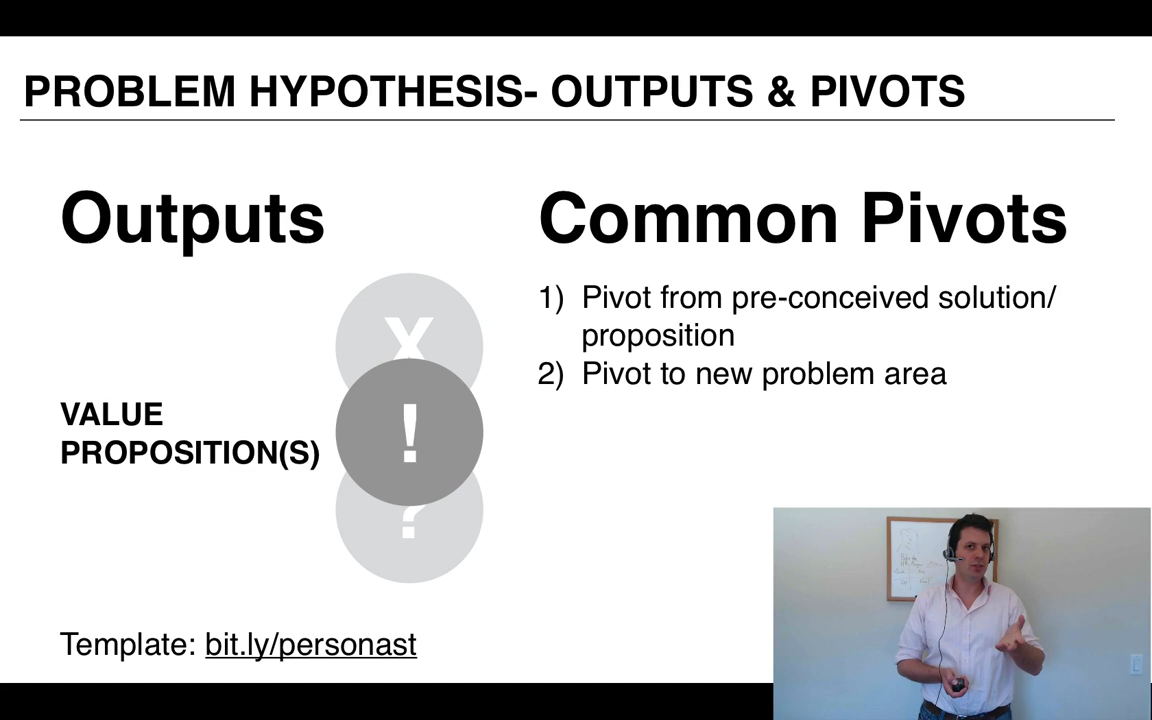 PROBLEM HYPOTHESIS- OUTPUTS & PIVOTS
Outputs
X
!
?
VALUE
PROPOSITION(S)
Template: bit.ly/personast
Common Pivots
1) Pivot from pre-conceived solution/
proposition
2) Pivot to new problem area